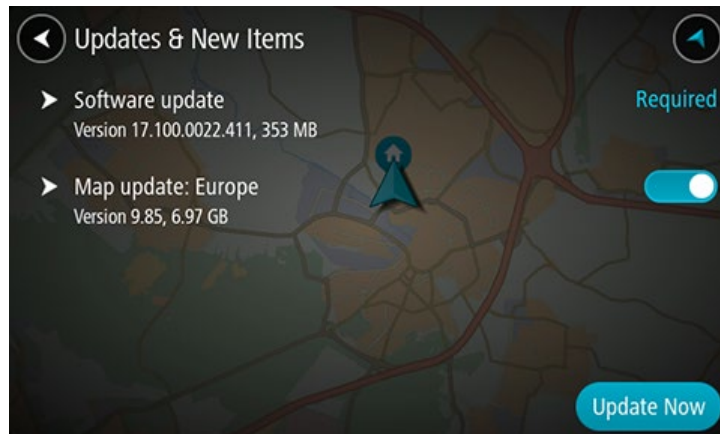 Updates & New Items
Software update
Required
Version 17.100.0022.411, 353 MB
Map update: Europe
Version 9.85, 6.97 GB
Update Now